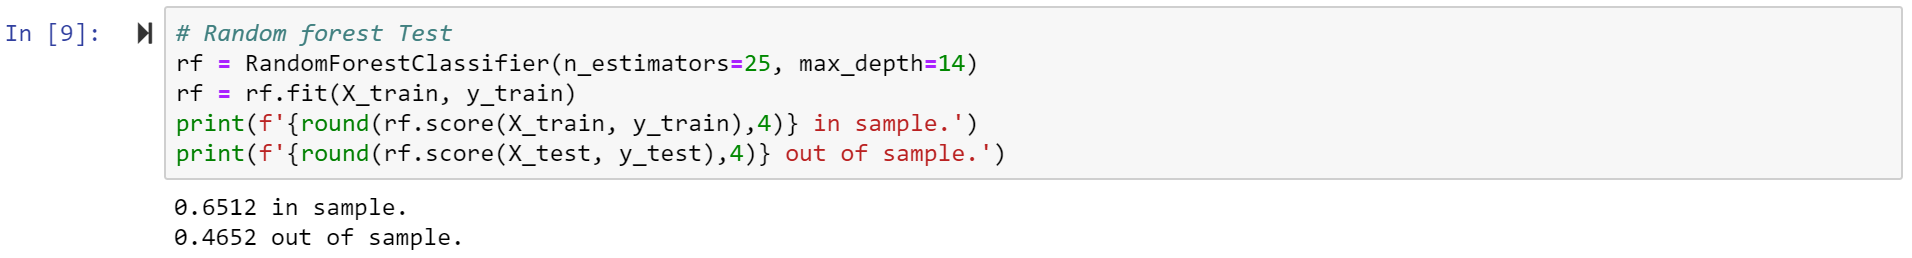 In [9]:
# Random forest Test
rf = RandomForestClassifier(n_estimators=25, max_depth=14)
rf = rf.fit(X_train, y_train)
print(f'{round(rf.score(X_train, y_train),4)} in sample.')
print(f'{round(rf.score(X_test, y_test),4)} out of sample.')
0.6512 in sample.
0.4652 out of sample.